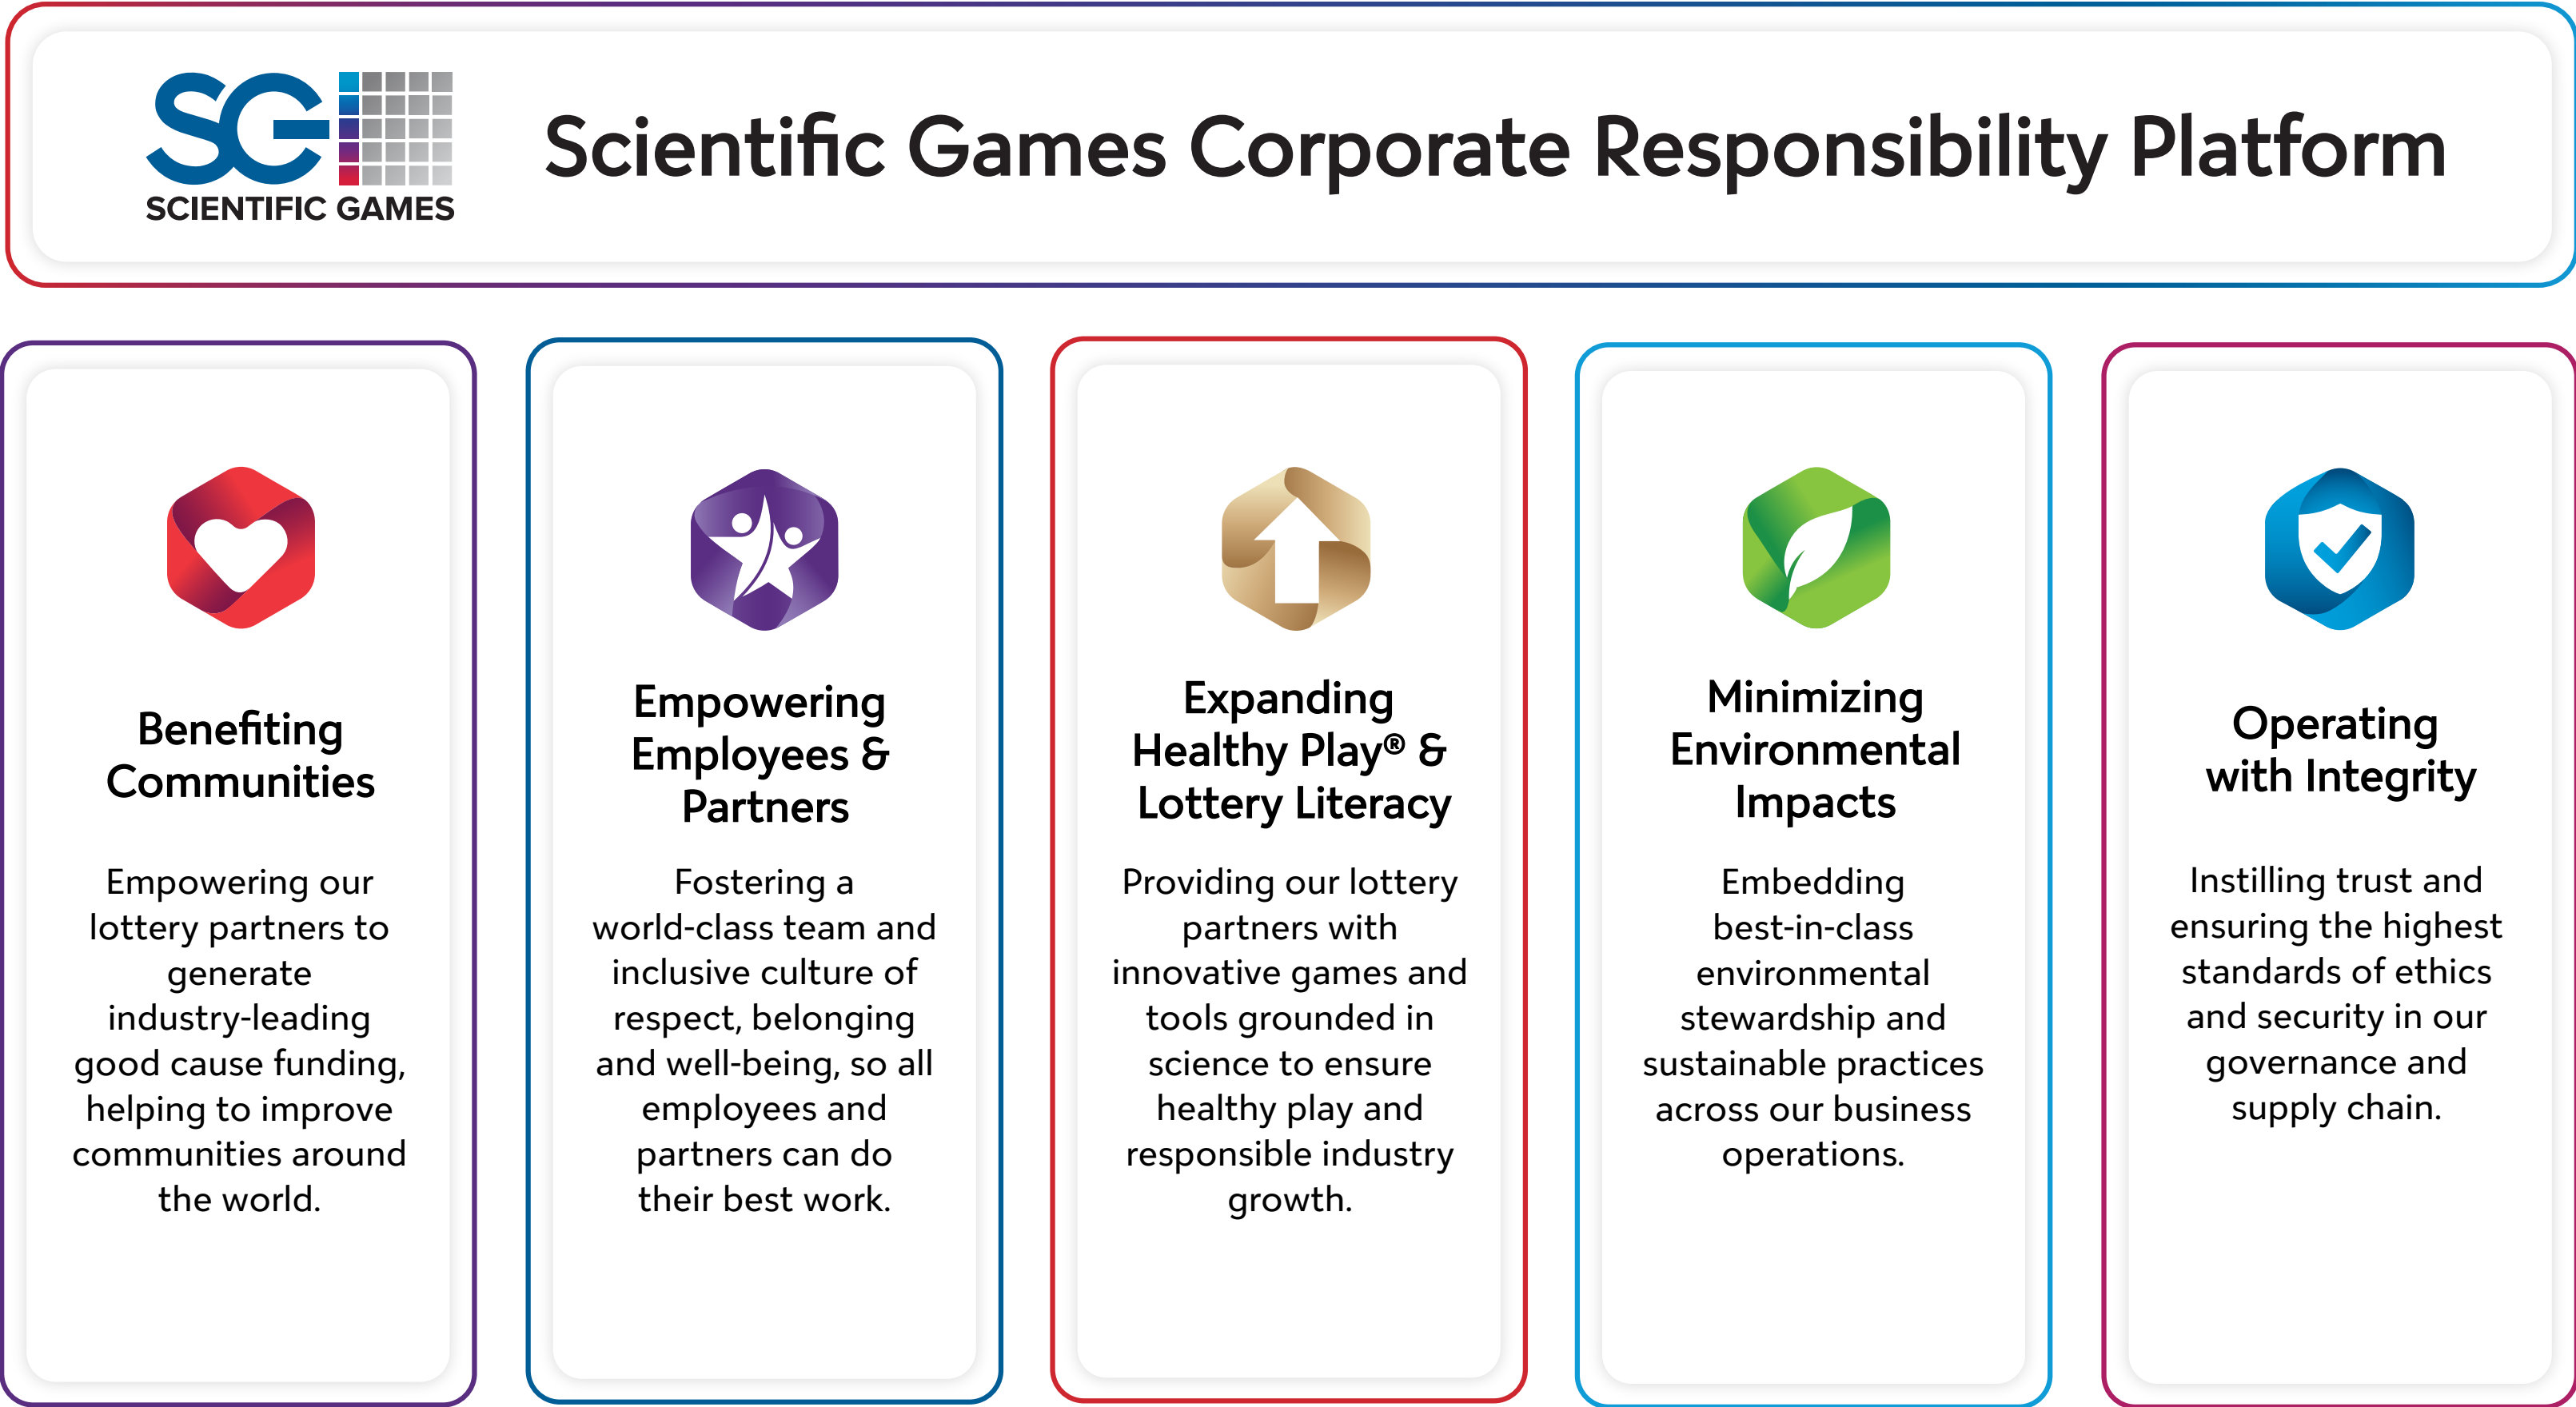 SG
SCIENTIFIC GAMES
Scientific Games Corporate Responsibility Platform
Benefiting
Communities
Empowering our
lottery partners to
generate
industry-leading
good cause funding,
helping to improve
communities around
the world.
Empowering
Employees &
Partners
Fostering a
world-class team and
inclusive culture of
respect, belonging
and well-being, so all
employees and
partners can do
their best work.
Expanding
Healthy Play® &
Lottery Literacy
Providing our lottery
partners with
innovative games and
tools grounded in
science to ensure
healthy play and
responsible industry
growth.
Minimizing
Environmental
Impacts
Embedding
best-in-class
environmental
stewardship and
sustainable practices
across our business
operations.
Operating
with Integrity
Instilling trust and
ensuring the highest
standards of ethics
and security in our
governance and
supply chain.